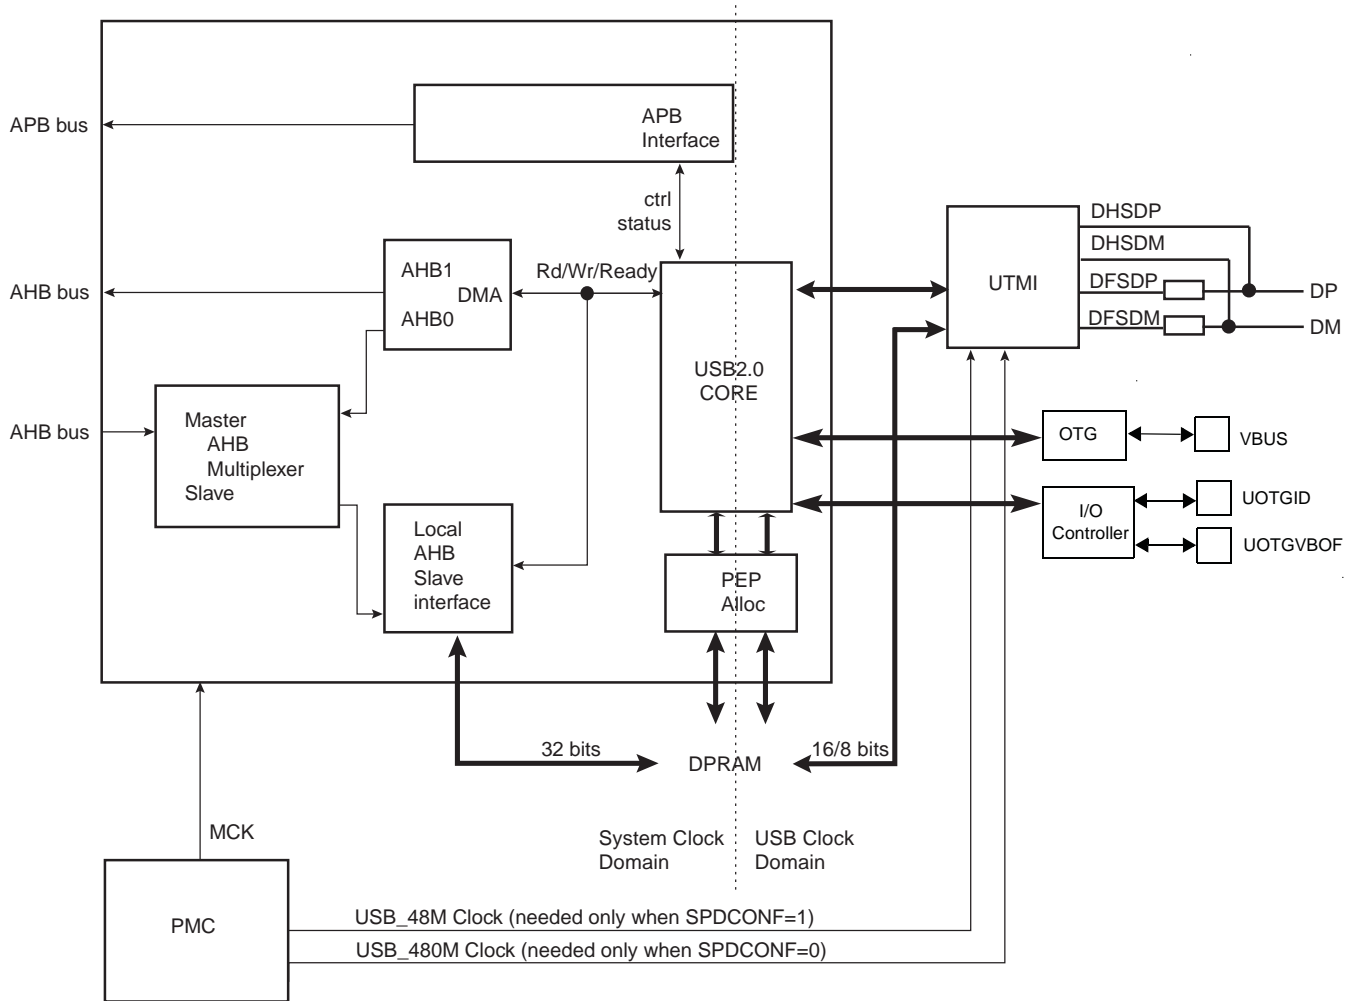 APB bus
APB
Interface
ctrl
status
DHSDP
DHSDM
DFSDP
DFSDM
UTMI
DP
DM
AHB bus
AHB1
DMA
AHB0
Rd/Wr/Ready
USB2.0
CORE
AHB bus
Master
AHB
Multiplexer
Slave
OTG
VBUS
I/O
Controller
UOTGID
UOTGVBOF
Local
AHB
Slave
interface
PEP
Alloc
32 bits
DPRAM
16/8 bits
MCK
System Clock
Domain
USB Clock
Domain
PMC
USB_48M Clock (needed only when SPDCONF=1)
USB_480M Clock (needed only when SPDCONF=0)